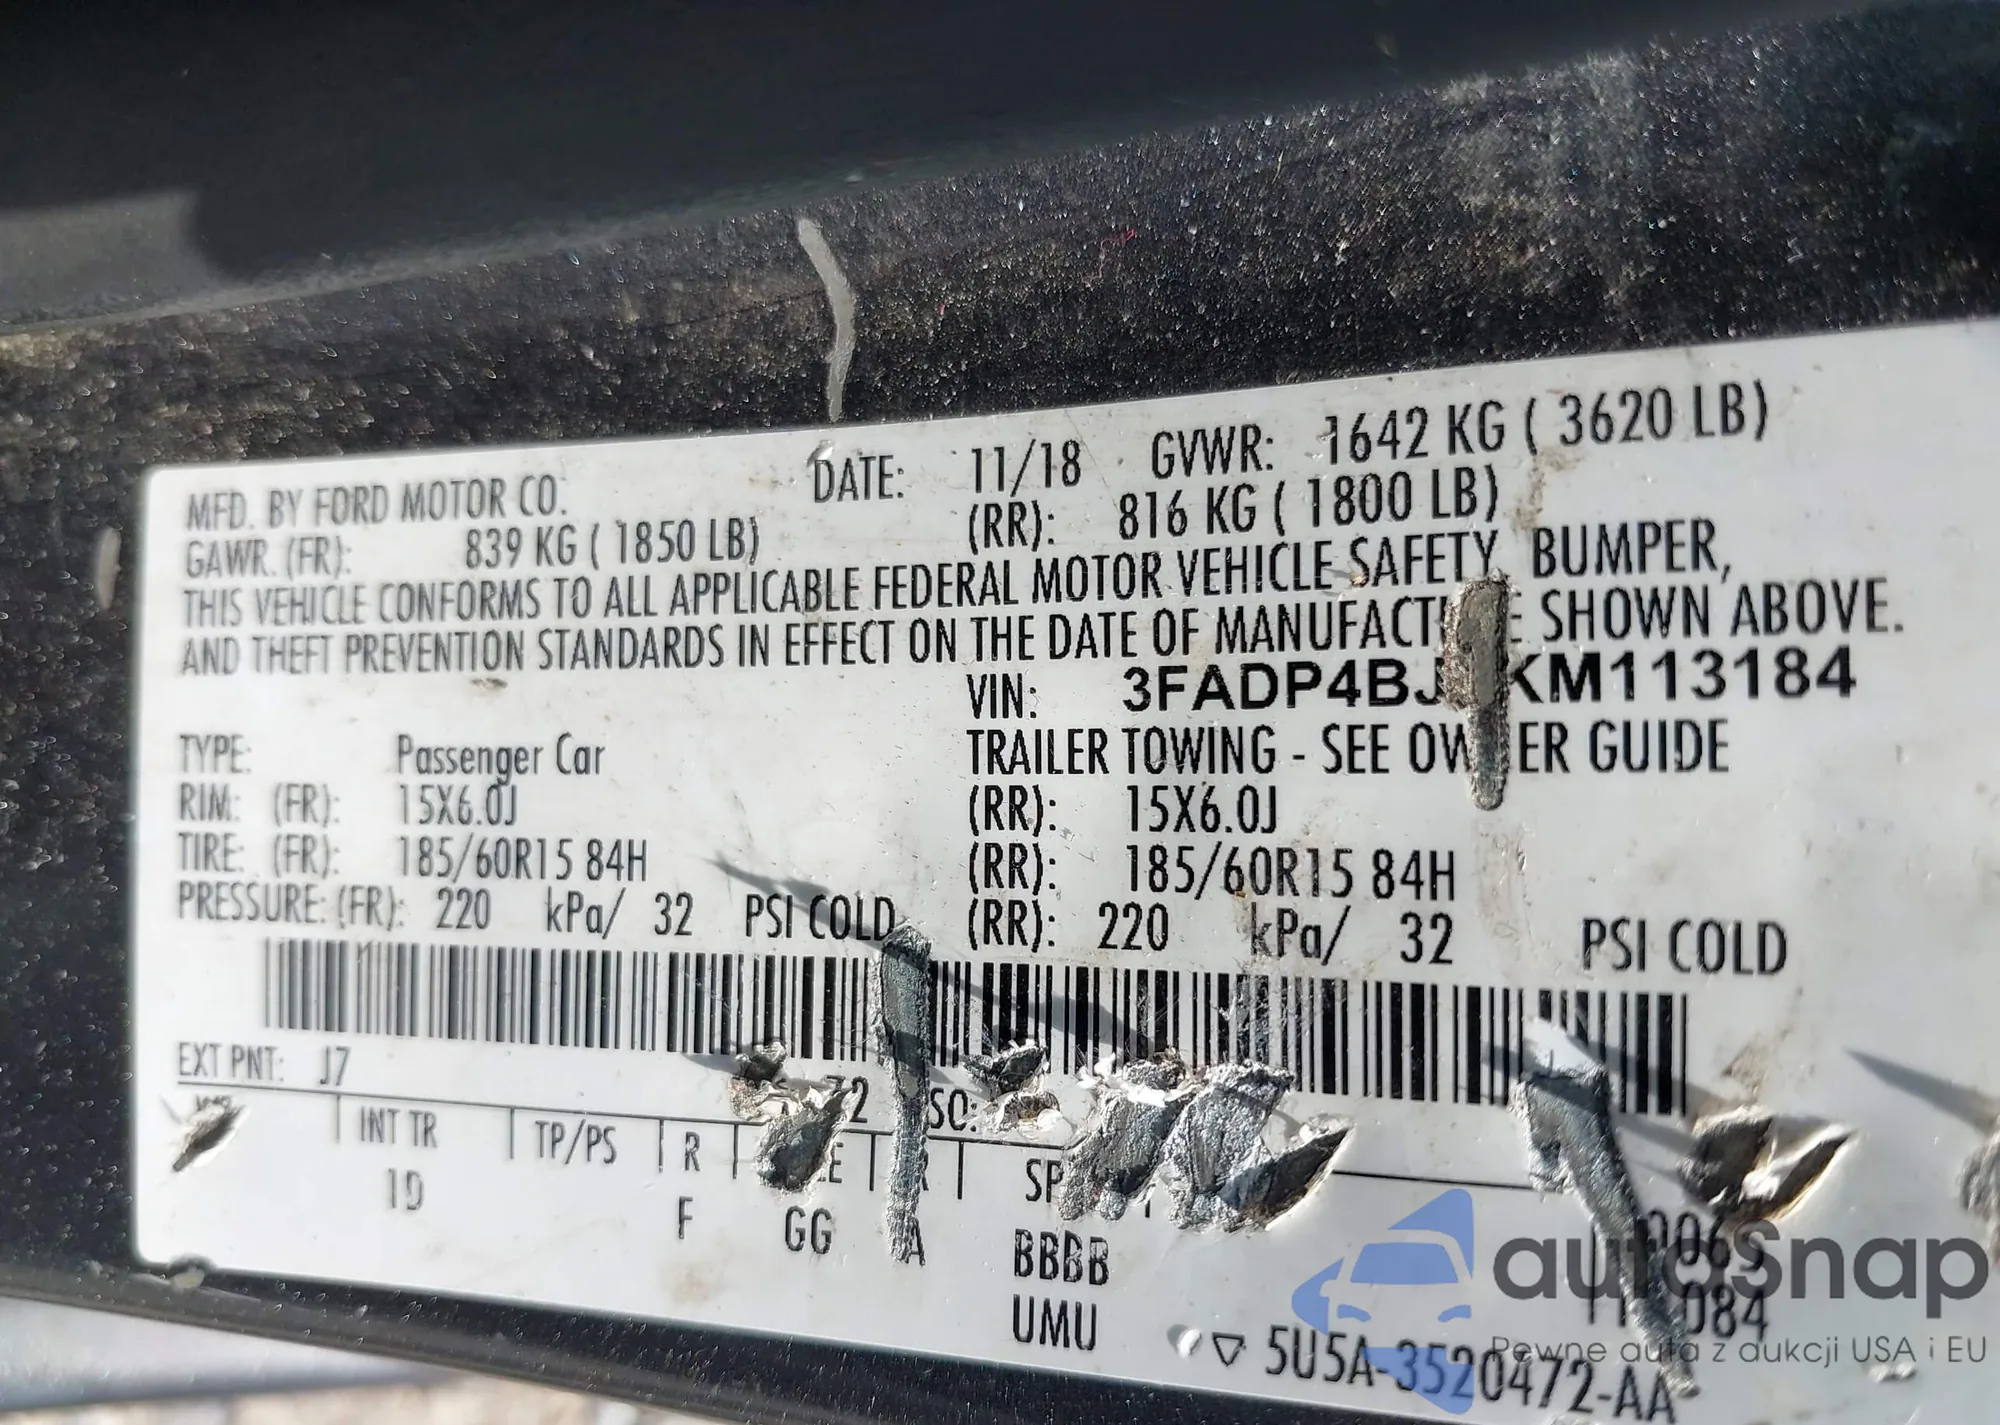 MFD. BY FORD MOTOR CO. DATE: 11/18 GVWR: 1642 KG ( 3620 LB)
GAWR. (FR): 839 KG ( 1850 LB) (RR): 816 KG ( 1800 LB)
THIS VEHICLE CONFORMS TO ALL APPLICABLE FEDERAL MOTOR VEHICLE SAFETY, BUMPER,
AND THEFT PREVENTION STANDARDS IN EFFECT ON THE DATE OF SHOWN ABOVE.
VIN:
TYPE: Passenger Car TRAILER TOWING - SEE GUIDE
RIM: (FR): 15X6.0J (RR): 15X6.0J
TIRE: (FR): 185/60R15 84H (RR): 185/60R15 84H
PRESSURE: (FR): 220 kPa/ 32 PSI COLD (RR): 220 kPa/ 32 PSI COLD
EXT PNT: J7
INT TR TP/PS R
F GG A BBBB
UMU
5U5A-3520472-AA
autosnap
Pewne auta z aukcji USA i EU